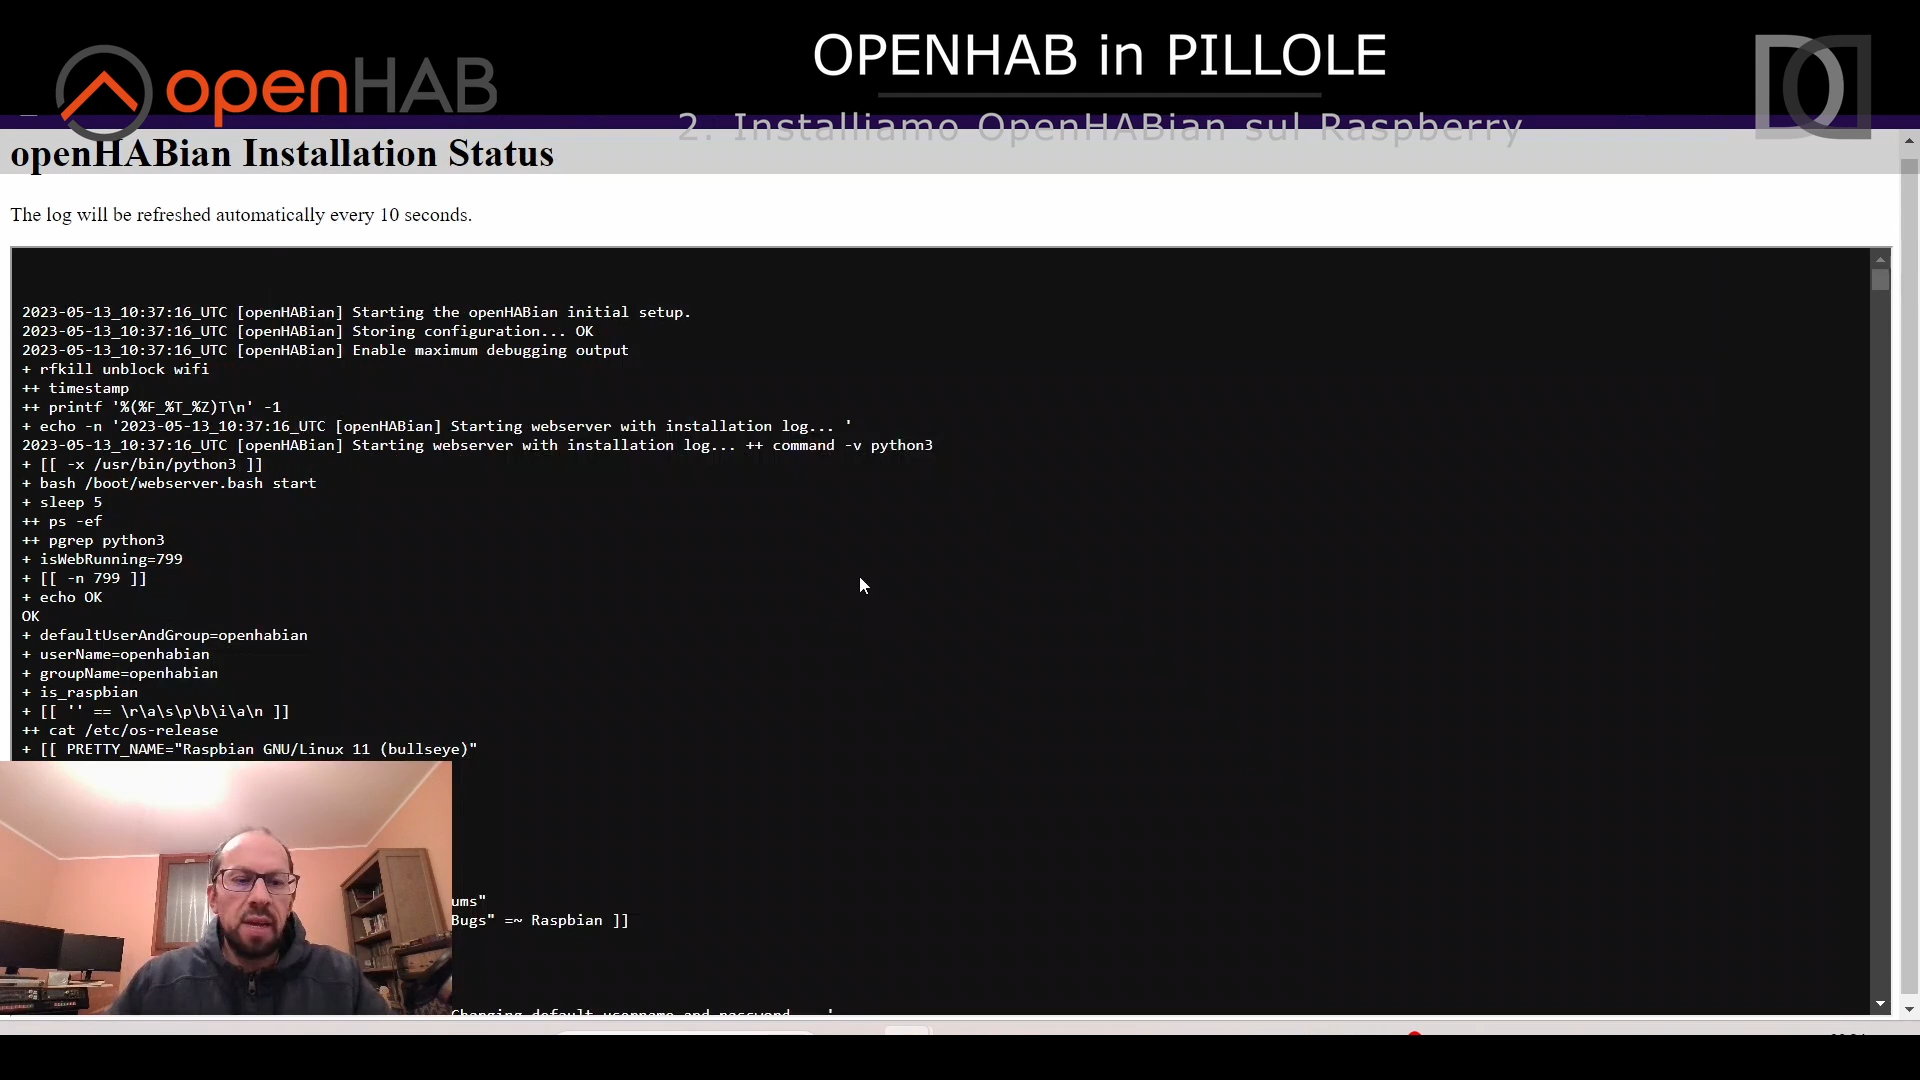 openHAB
OPENHAB in PILLOLE
2. Installiamo OpenHABian sul Raspberry
openHABian Installation Status
The log will be refreshed automatically every 10 seconds.
2023-05-13_10:37:16_UTC [openHABian] Starting the openHABian initial setup.
2023-05-13_10:37:16_UTC [openHABian] Storing configuration... OK
2023-05-13_10:37:16_UTC [openHABian] Enable maximum debugging output
+ rfkill unblock wifi
++ timestamp
++ printf '%(%F_%T_%Z)T\n' -1
+ echo -n '2023-05-13_10:37:16_UTC [openHABian] Starting webserver with installation log... '
2023-05-13_10:37:16_UTC [openHABian] Starting webserver with installation log... ++ command -v python3
+ [[ -x /usr/bin/python3 ]]
+ bash /boot/webserver.bash start
+ sleep 5
++ ps -ef
++ pgrep python3
+ isWebRunning=799
+ [[ -n 799 ]]
+ echo OK
OK
+ defaultUserAndGroup=openhabian
+ userName=openhabian
+ groupName=openhabian
+ is_raspbian
+ [[ '' == \r\a\s\p\b\i\a\n ]]
++ cat /etc/os-release
+ [[ PRETTY_NAME="Raspbian GNU/Linux 11 (bullseye)"
ums"
Bugs" =~ Raspbian ]]
Changing default username and password... '